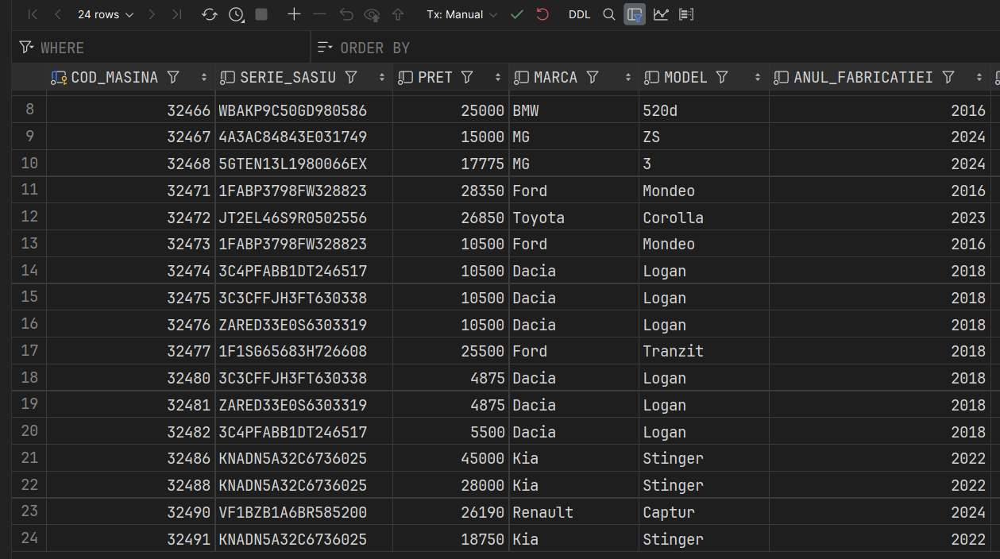 24 rows Tx: Manual DDL
WHERE ORDER BY
COD_MASINA SERIE_SASIU PRET MARCA MODEL ANUL_FABRICATIEI
8 32466 WBAKP9C50GD980586 25000 BMW 520d 2016
9 32467 4A3AC84843E031749 15000 MG ZS 2024
10 32468 5GTEN13L1980066EX 17775 MG 3 2024
11 32471 1FABP3798FW328823 28350 Ford Mondeo 2016
12 32472 JT2EL46S9R0502556 26850 Toyota Corolla 2023
13 32473 1FABP3798FW328823 10500 Ford Mondeo 2016
14 32474 3C4PFABB1DT246517 10500 Dacia Logan 2018
15 32475 3C3CFFJH3FT630338 10500 Dacia Logan 2018
16 32476 ZARED33E0S6303319 10500 Dacia Logan 2018
17 32477 1F1SG65683H726608 25500 Ford Tranzit 2018
18 32480 3C3CFFJH3FT630338 4875 Dacia Logan 2018
19 32481 ZARED33E0S6303319 4875 Dacia Logan 2018
20 32482 3C4PFABB1DT246517 5500 Dacia Logan 2018
21 32486 KNADN5A32C6736025 45000 Kia Stinger 2022
22 32488 KNADN5A32C6736025 28000 Kia Stinger 2022
23 32490 VF1BZB1A6BR585200 26190 Renault Captur 2024
24 32491 KNADN5A32C6736025 18750 Kia Stinger 2022